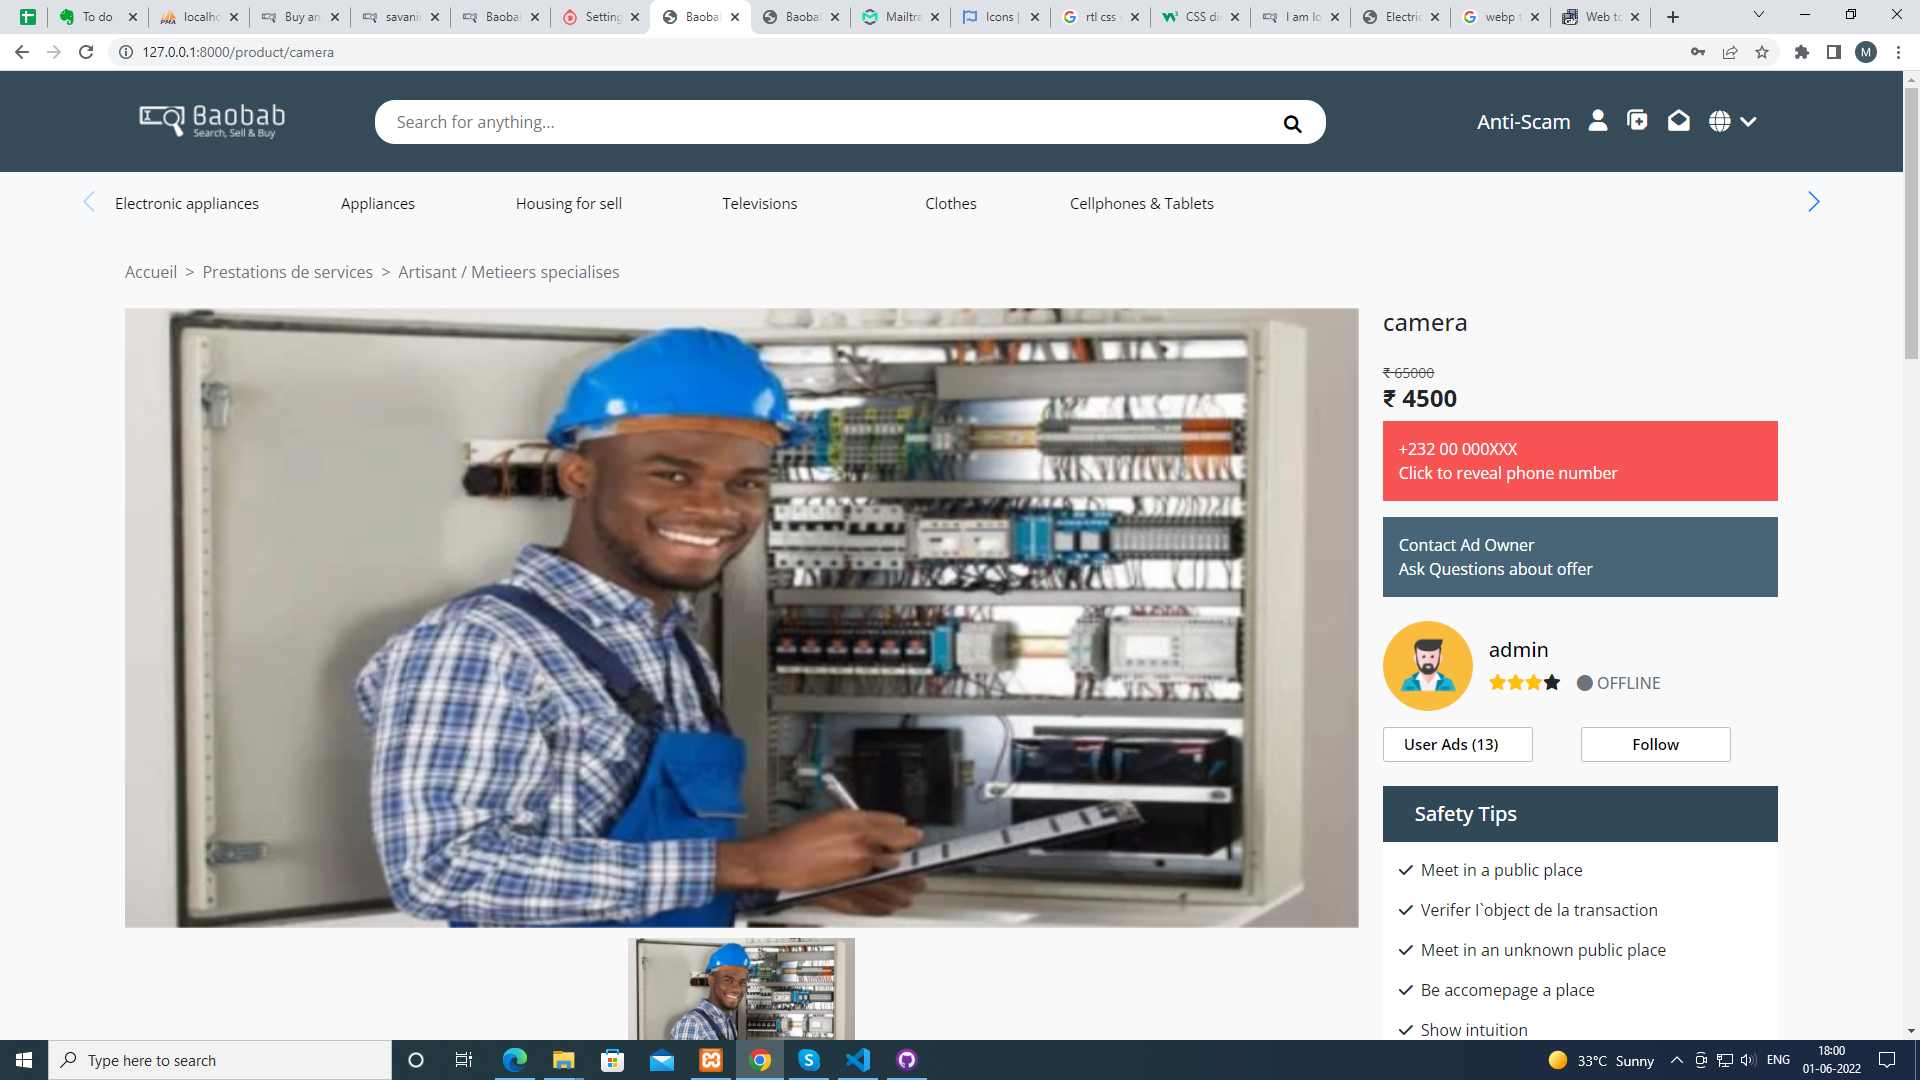 To do
localho
Buy an
savanin
Baobal
Setting
Baobal
Baobal
Mailtra
Icons |
rtl css
CSS di
I am lo
Electric
webp t
Web to
127.0.0.1:8000/product/camera
M
Baobab
Search, Sell & Buy
Search for anything...
Anti-Scam
Electronic appliances
Appliances
Housing for sell
Televisions
Clothes
Cellphones & Tablets
Accueil > Prestations de services > Artisant / Metieers specialises
camera
₹ 65000
₹ 4500
+232 00 000XXX
Click to reveal phone number
Contact Ad Owner
Ask Questions about offer
admin
OFFLINE
User Ads (13)
Follow
Safety Tips
Meet in a public place
Verifer l`object de la transaction
Meet in an unknown public place
Be accomepage a place
Show intuition
Type here to search
33°C Sunny
ENG
18:00
01-06-2022